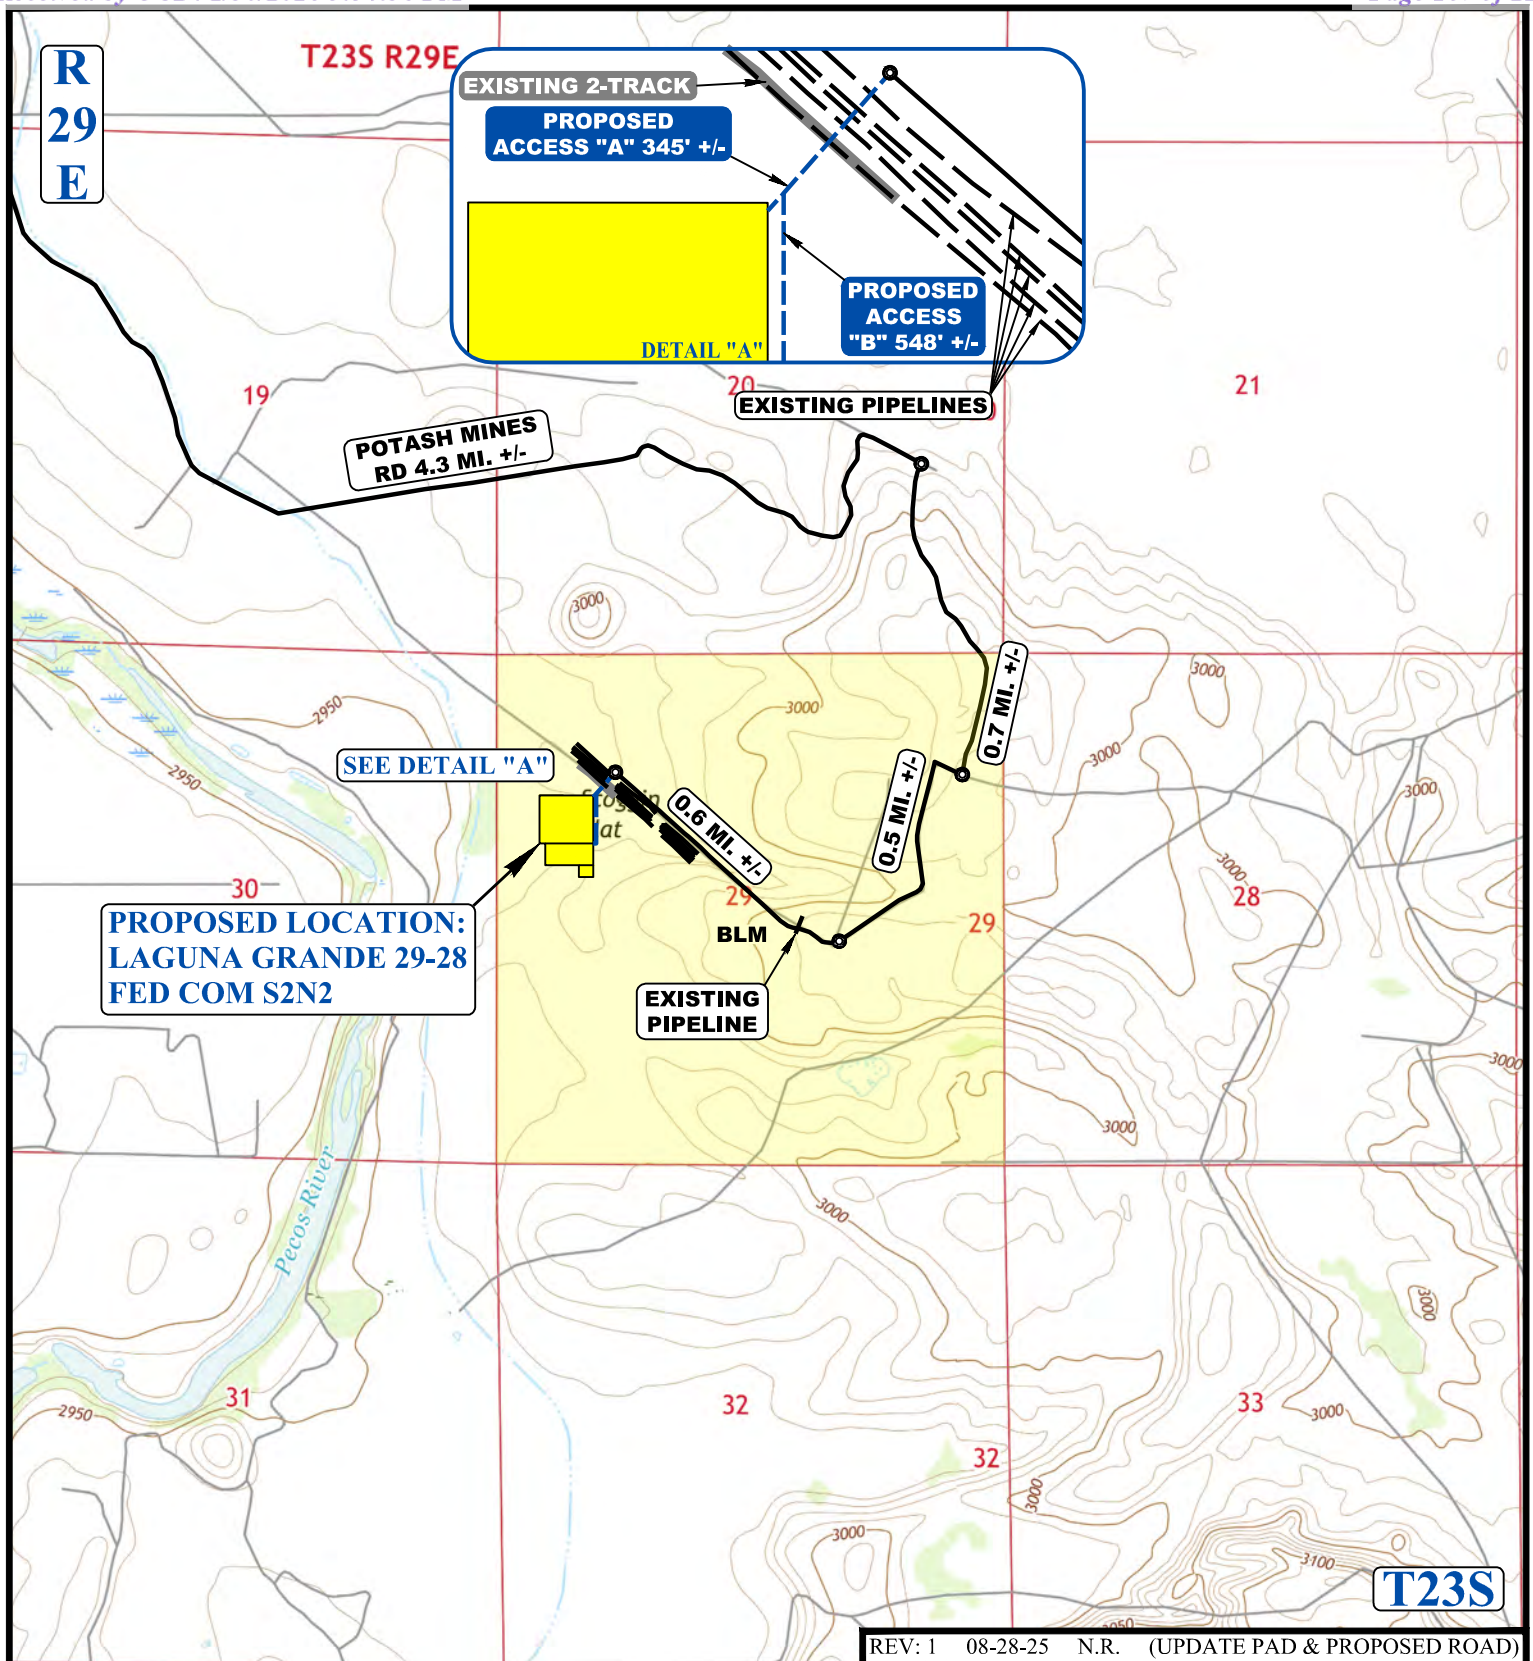 R
29
E
T23S R29E
EXISTING 2-TRACK
PROPOSED
ACCESS "A" 345' +/-
PROPOSED
ACCESS
"B" 548' +/-
DETAIL "A"
EXISTING PIPELINES
19
20
21
POTASH MINES
RD 4.3 MI. +/-
3000
2950
2950
3000
3000
3000
3000
3000
3000
0.7 MI. +/-
SEE DETAIL "A"
0.6 MI. +/-
0.5 MI. +/-
30
29
29
28
BLM
PROPOSED LOCATION:
LAGUNA GRANDE 29-28
FED COM S2N2
EXISTING
PIPELINE
3000
3000
Pecos River
3000
31
32
33
32
2950
3000
3000
3000
3100
T23S
REV: 1 08-28-25 N.R. (UPDATE PAD & PROPOSED ROAD)